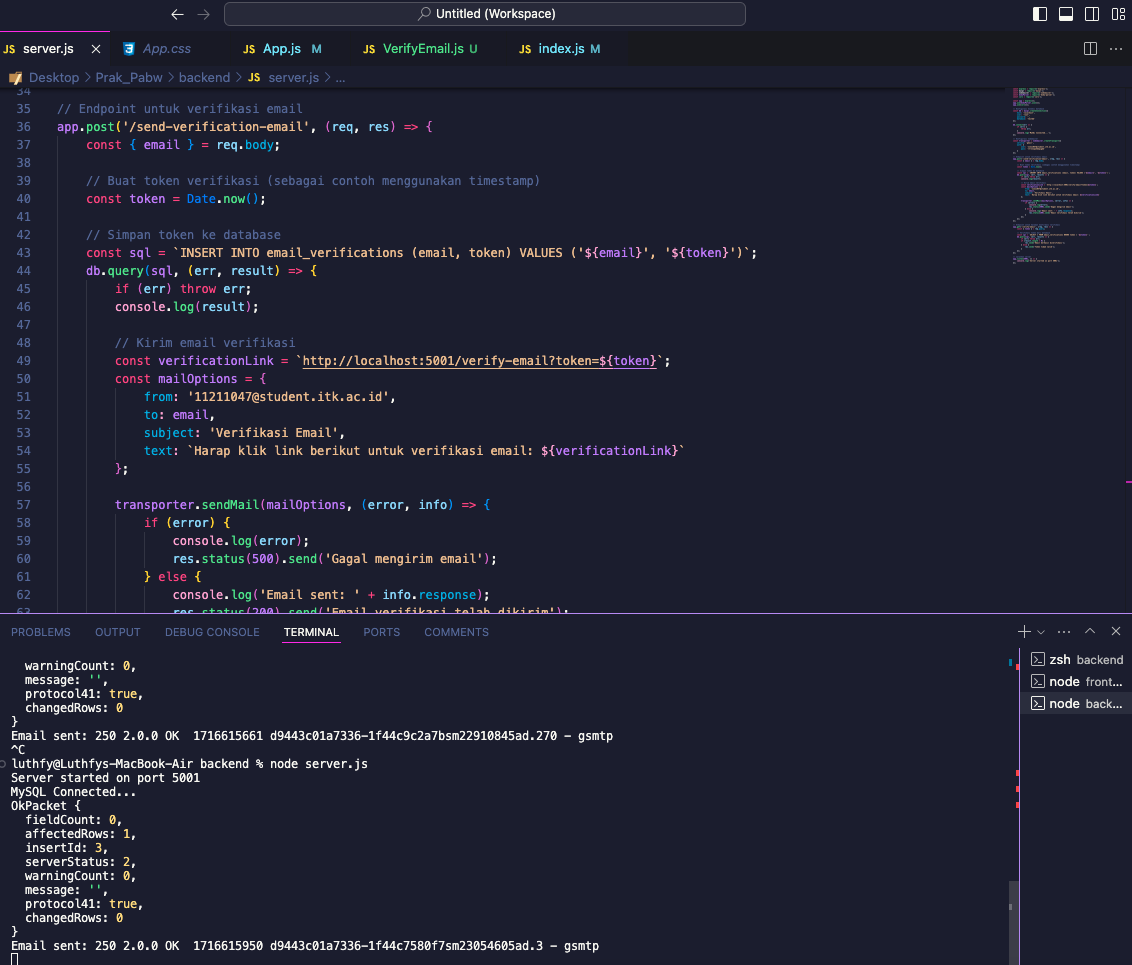 Untitled (Workspace)
JS server.js
App.css
JS App.js M
JS VerifyEmail.js U
JS index.js M
Desktop > Prak_Pabw > backend > JS server.js > ...
34
35 // Endpoint untuk verifikasi email
36 app.post('/send-verification-email', (req, res) => {
37 const { email } = req.body;
38
39 // Buat token verifikasi (sebagai contoh menggunakan timestamp)
40 const token = Date.now();
41
42 // Simpan token ke database
43 const sql = `INSERT INTO email_verifications (email, token) VALUES ('${email}', '${token}')`;
44 db.query(sql, (err, result) => {
45 if (err) throw err;
46 console.log(result);
47
48 // Kirim email verifikasi
49 const verificationLink = `http://localhost:5001/verify-email?token=${token}`;
50 const mailOptions = {
51 from: '11211047@student.itk.ac.id',
52 to: email,
53 subject: 'Verifikasi Email',
54 text: `Harap klik link berikut untuk verifikasi email: ${verificationLink}`
55 };
56
57 transporter.sendMail(mailOptions, (error, info) => {
58 if (error) {
59 console.log(error);
60 res.status(500).send('Gagal mengirim email');
61 } else {
62 console.log('Email sent: ' + info.response);
63 res.status(200).send('Email verifikasi telah dikirim');
PROBLEMS OUTPUT DEBUG CONSOLE TERMINAL PORTS COMMENTS
warningCount: 0,
message: '',
protocol41: true,
changedRows: 0
}
Email sent: 250 2.0.0 OK  1716615661 d9443c01a7336-1f44c9c2a7bsm22910845ad.270 - gsmtp
^C
luthfy@Luthfys-MacBook-Air backend % node server.js
Server started on port 5001
MySQL Connected...
OkPacket {
fieldCount: 0,
affectedRows: 1,
insertId: 3,
serverStatus: 2,
warningCount: 0,
message: '',
protocol41: true,
changedRows: 0
}
Email sent: 250 2.0.0 OK  1716615950 d9443c01a7336-1f44c7580f7sm23054605ad.3 - gsmtp
zsh backend
node front...
node back...